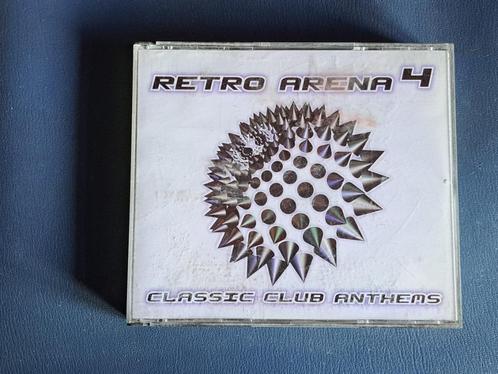 RETRO ARENA 4
CLASSIC CLUB ANTHEMS